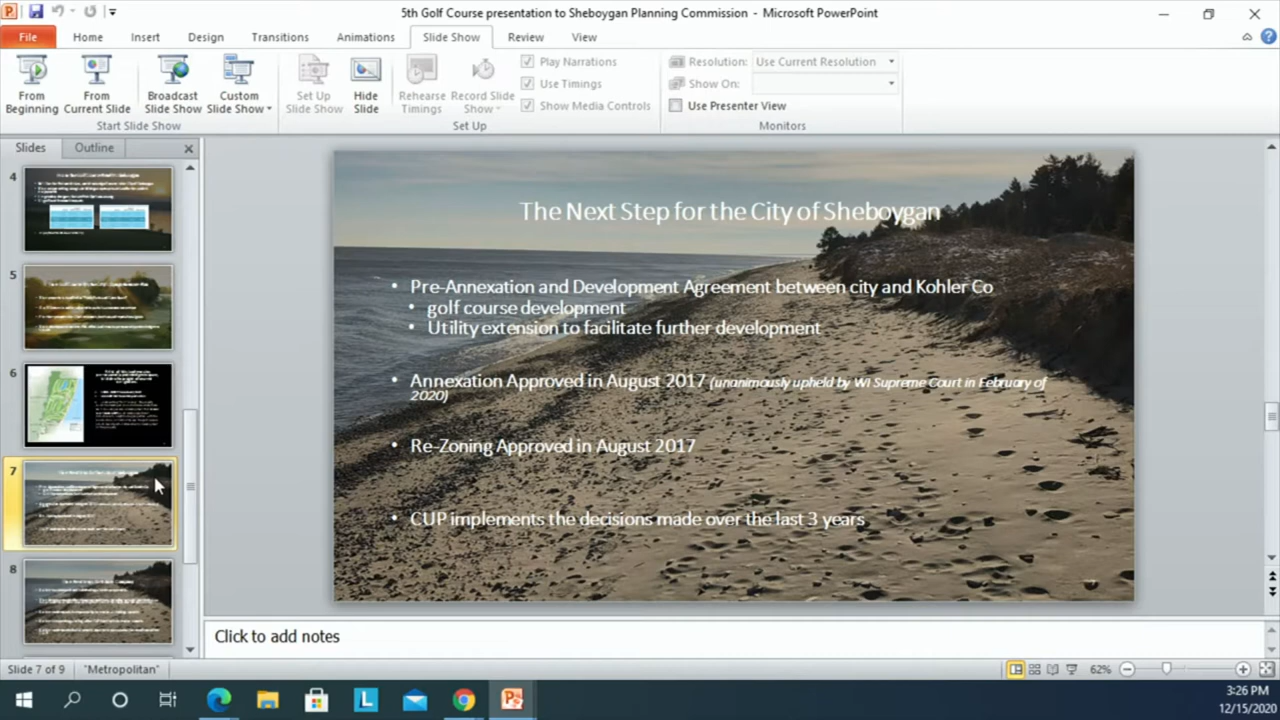 5th Golf Course presentation to Sheboygan Planning Commission - Microsoft PowerPoint
File Home Insert Design Transitions Animations Slide Show Review View
From Beginning
From Current Slide
Broadcast Slide Show
Custom Slide Show
Start Slide Show
Set Up Slide Show
Hide Slide
Rehearse Timings
Record Slide Show
Play Narrations
Use Timings
Show Media Controls
Set Up
Resolution: Use Current Resolution
Show On:
Use Presenter View
Monitors
Slides Outline
4
5
6
7
8
The Next Step for the City of Sheboygan
• Pre-Annexation and Development Agreement between city and Kohler Co
• golf course development
• Utility extension to facilitate further development
• Annexation Approved in August 2017 (unanimously upheld by WI Supreme Court in February of
2020)
• Re-Zoning Approved in August 2017
• CUP implements the decisions made over the last 3 years
Click to add notes
Slide 7 of 9 "Metropolitan" 62%
3:26 PM
12/15/2020